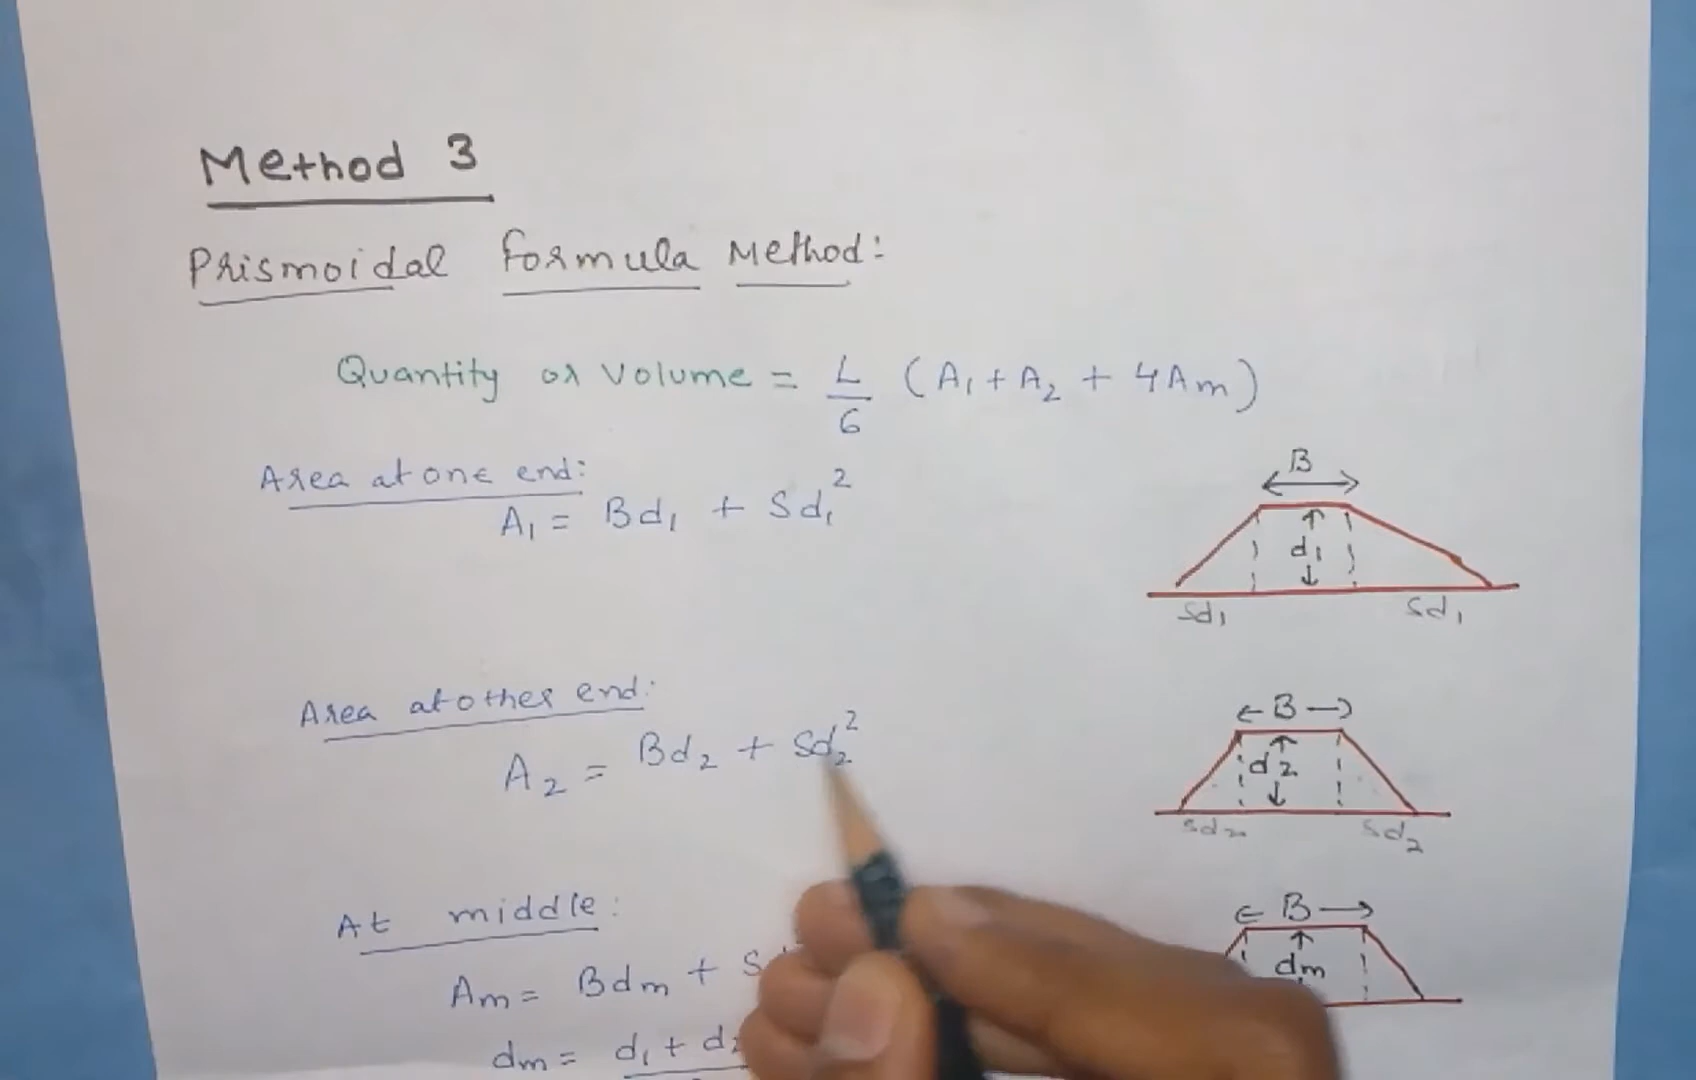 Method 3
Prismoidal Formula Method:
Quantity or Volume = L/6 (A₁ + A₂ + 4Am)
Area at one end:
A₁ = Bd₁ + Sd₁²
B
d₁
Sd₁ Sd₁
Area at other end:
A₂ = Bd₂ + Sd₂²
B
d₂
Sd₂ Sd₂
At middle:
Am = Bdm + S
dm = d₁ + d₂
B
dm